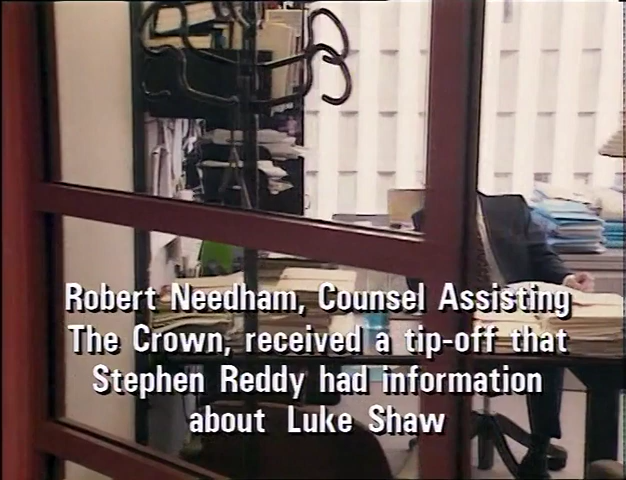 Robert Needham, Counsel Assisting
The Crown, received a tip-off that
Stephen Reddy had information
about Luke Shaw